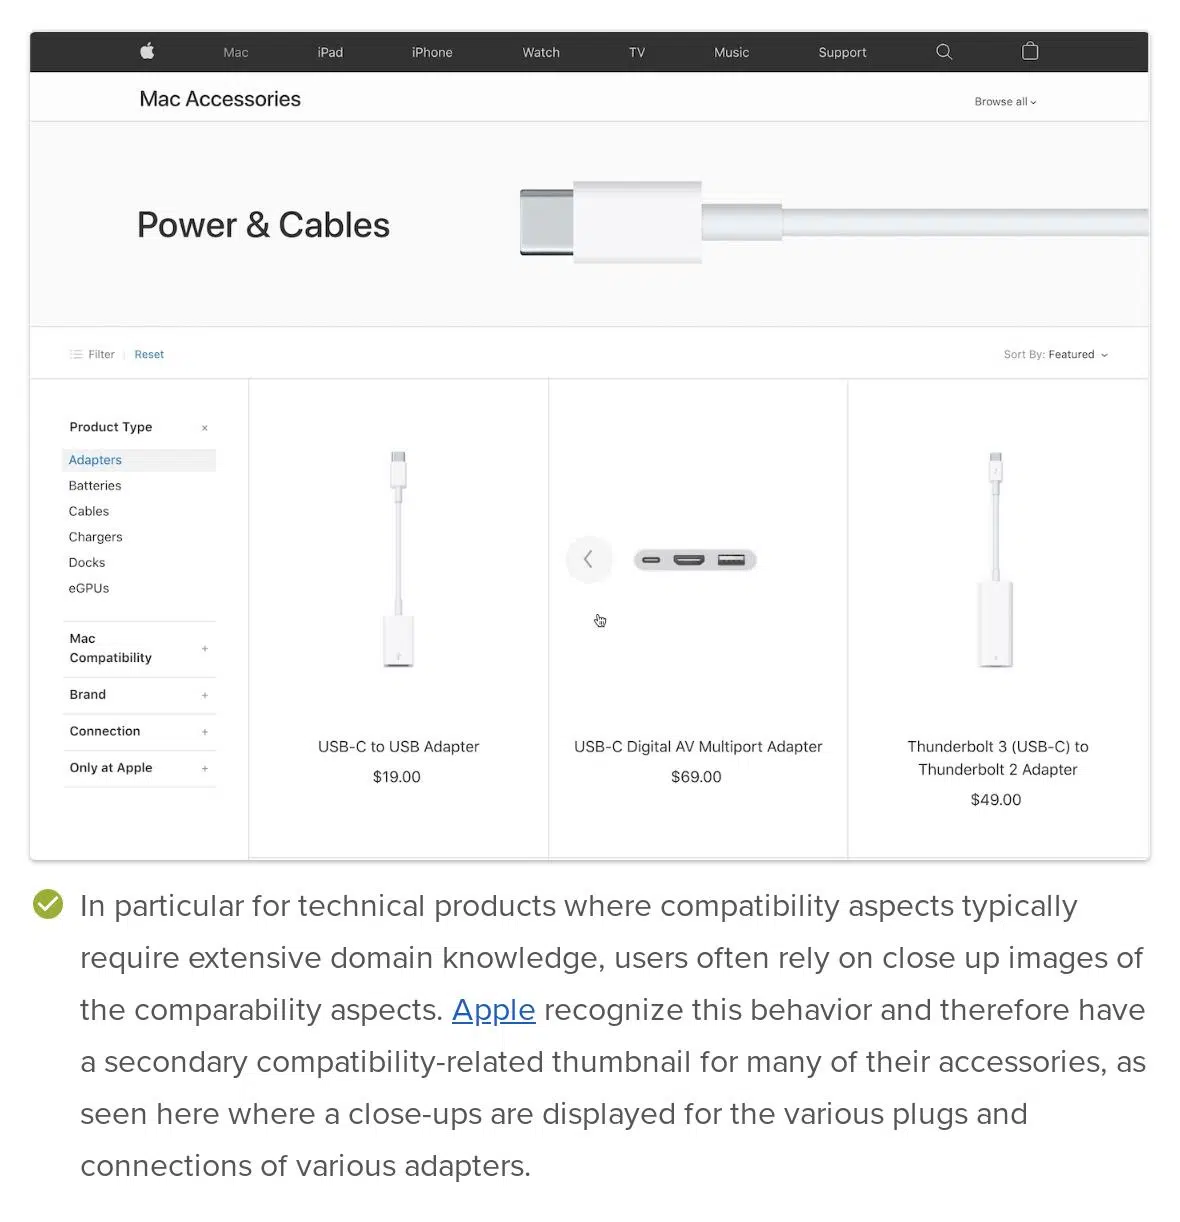 Mac iPad iPhone Watch TV Music Support
Mac Accessories
Browse all
Power & Cables
Filter Reset
Sort By: Featured
Product Type ×
Adapters
Batteries
Cables
Chargers
Docks
eGPUs
Mac
Compatibility +
Brand +
Connection +
Only at Apple +
USB-C to USB Adapter
$19.00
USB-C Digital AV Multiport Adapter
$69.00
Thunderbolt 3 (USB-C) to
Thunderbolt 2 Adapter
$49.00
In particular for technical products where compatibility aspects typically
require extensive domain knowledge, users often rely on close up images of
the comparability aspects. Apple recognize this behavior and therefore have
a secondary compatibility-related thumbnail for many of their accessories, as
seen here where a close-ups are displayed for the various plugs and
connections of various adapters.